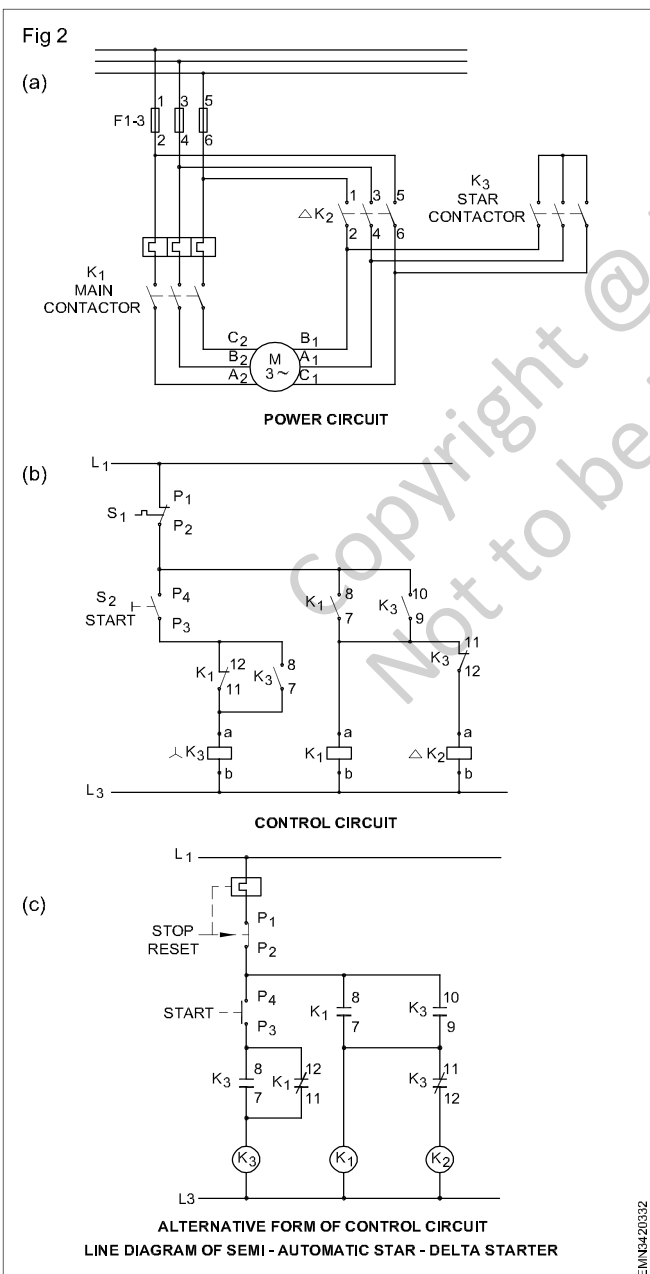 Fig 2
(a)
1 3 5
F1-3
2 4 6
1 3 5
△ K2
2 4 6
K3
STAR
CONTACTOR
K1
MAIN
CONTACTOR
C2 B1
B2 M A1
A2 3~ C1
POWER CIRCUIT
(b)
L1
S1 P1
P2
S2 P4
START P3
K1 8
7
K3 10
9
K1 12
11
K3 8
7
K3 11
12
a a a
⅄ K3 K1 △ K2
b b b
L3
CONTROL CIRCUIT
(c)
L1
STOP P1
RESET P2
START P4
P3
K1 8
7
K3 10
9
K3 8
7
K1 12
11
K3 11
12
K3 K1 K2
L3
ALTERNATIVE FORM OF CONTROL CIRCUIT
LINE DIAGRAM OF SEMI - AUTOMATIC STAR - DELTA STARTER
Copyright @
Not to be